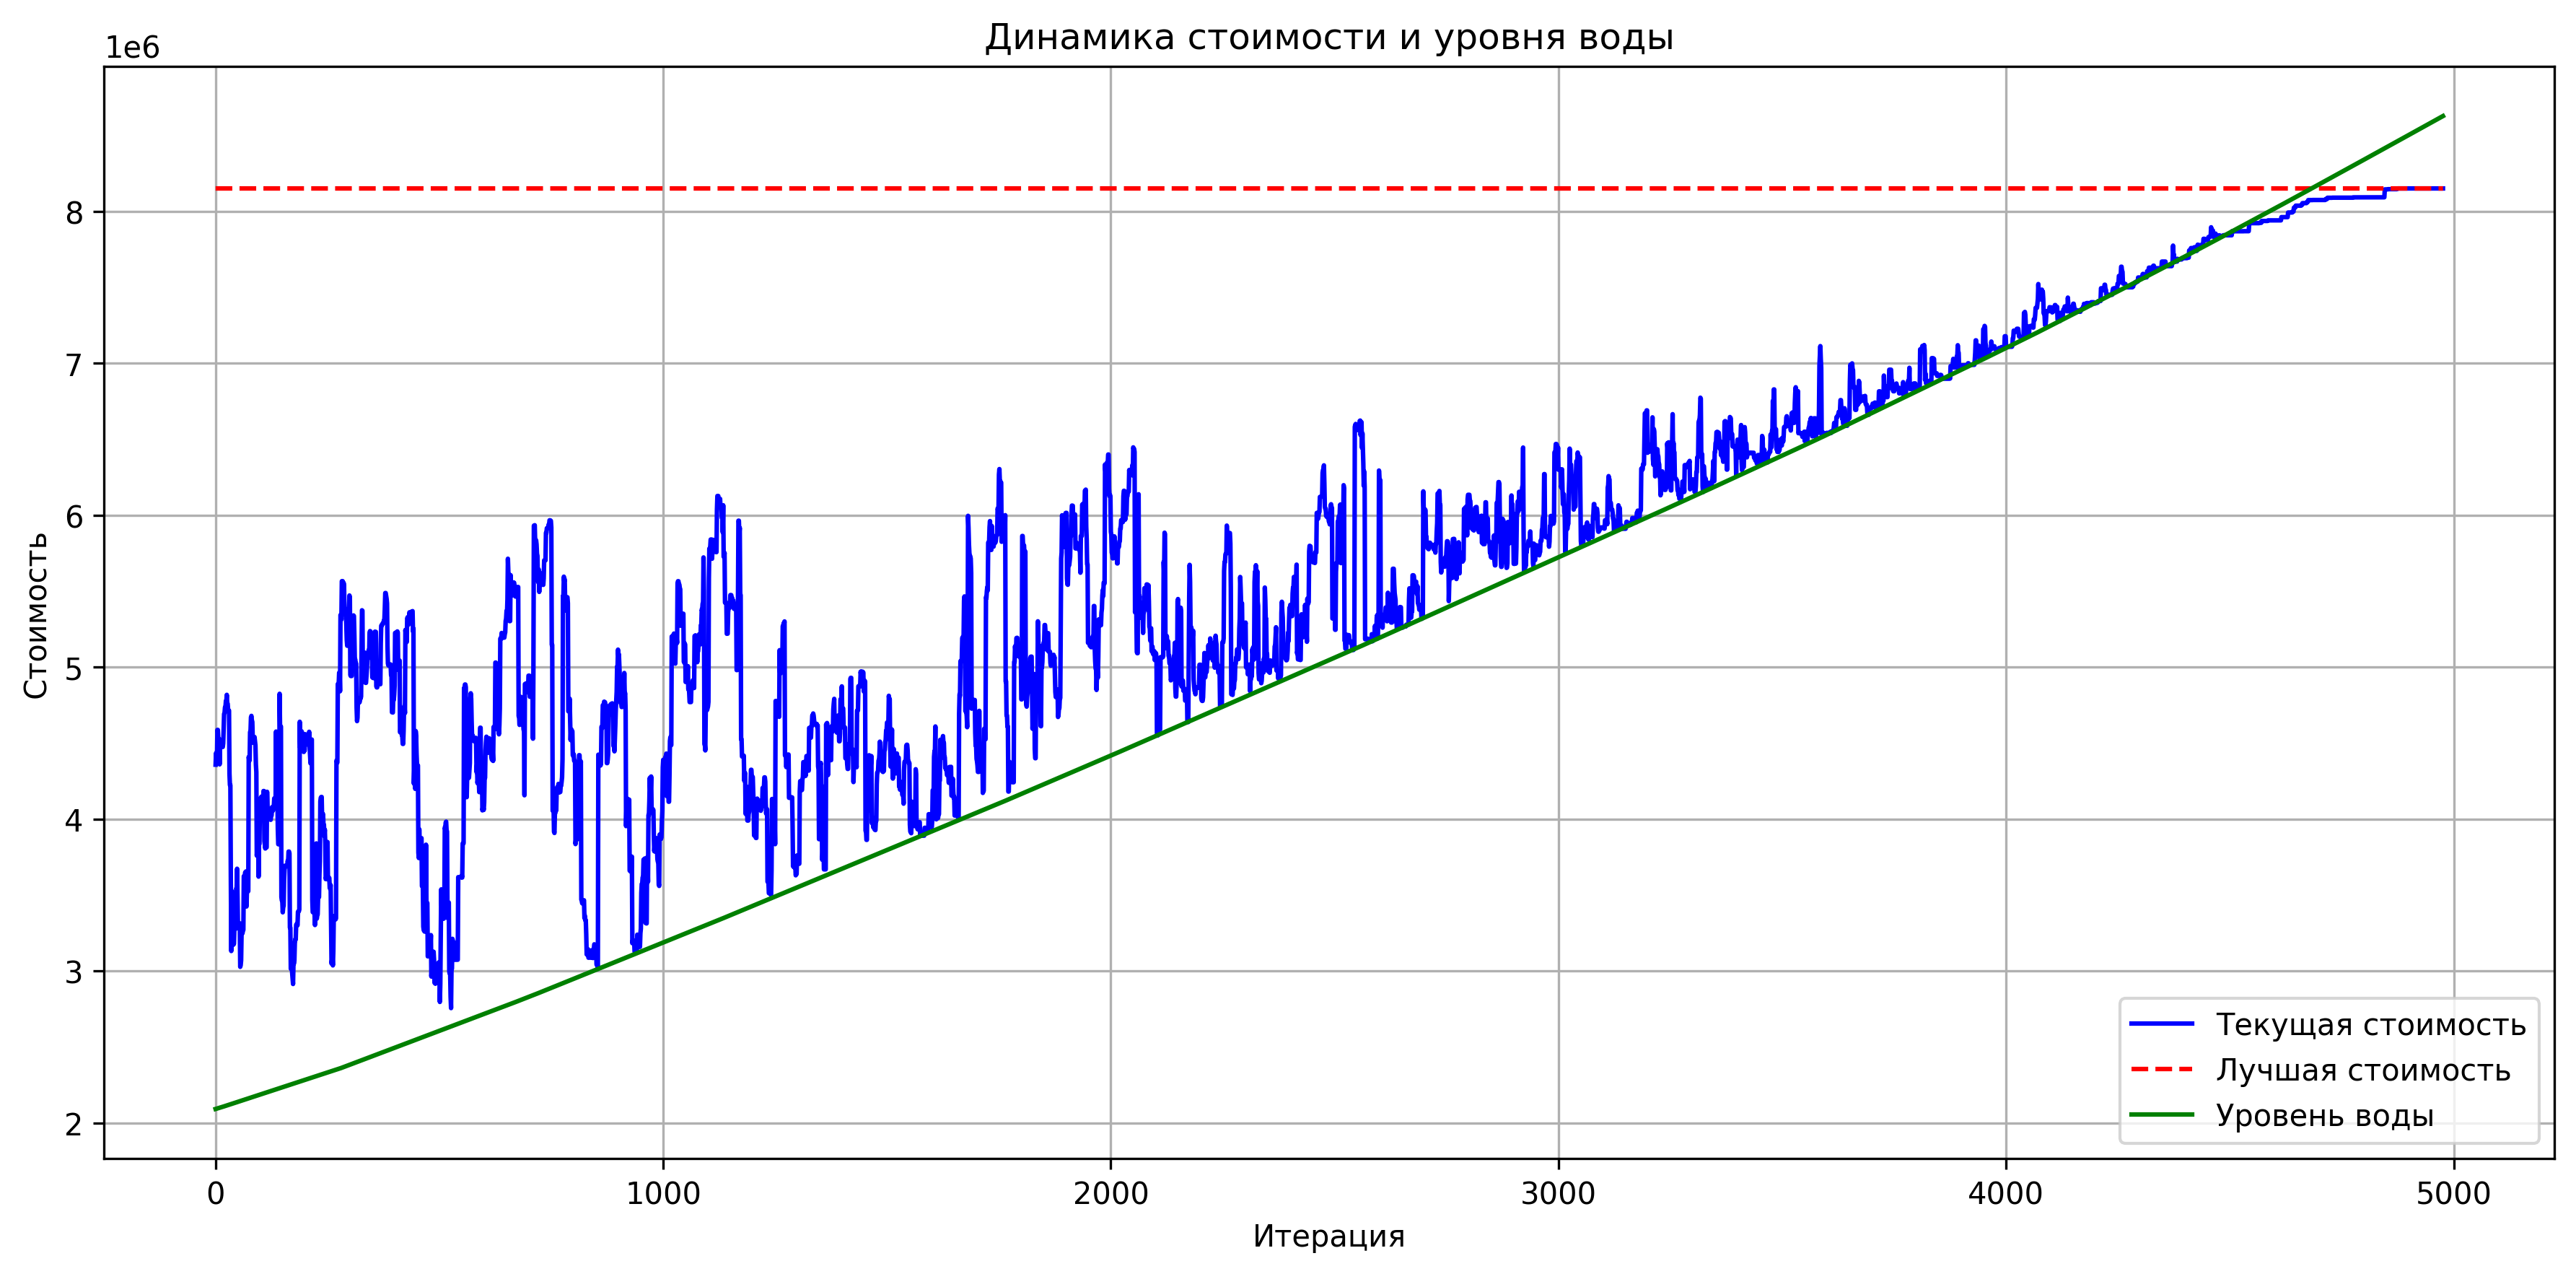 Динамика стоимости и уровня воды
1e6
8
7
6
5
4
3
2
Стоимость
0 1000 2000 3000 4000 5000
Итерация
Текущая стоимость
Лучшая стоимость
Уровень воды